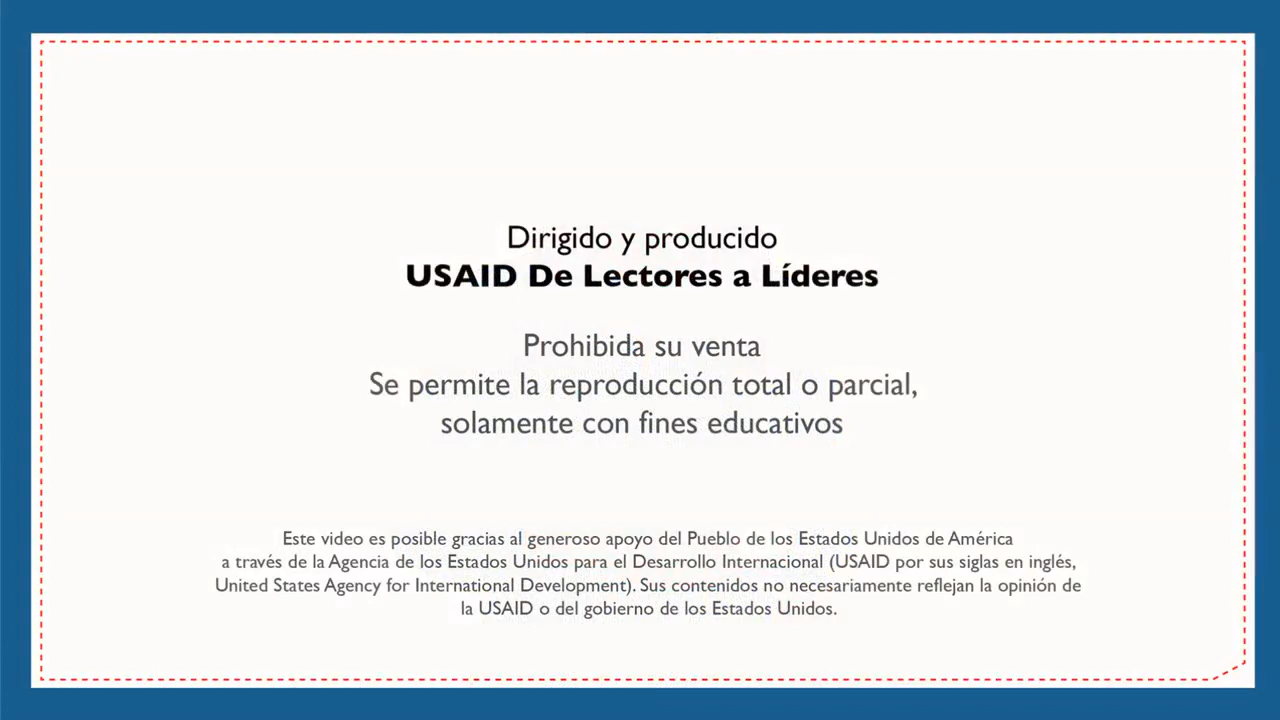 Dirigido y producido
USAID De Lectores a Líderes
Prohibida su venta
Se permite la reproducción total o parcial,
solamente con fines educativos
Este video es posible gracias al generoso apoyo del Pueblo de los Estados Unidos de América
a través de la Agencia de los Estados Unidos para el Desarrollo Internacional (USAID por sus siglas en inglés,
United States Agency for International Development). Sus contenidos no necesariamente reflejan la opinión de
la USAID o del gobierno de los Estados Unidos.